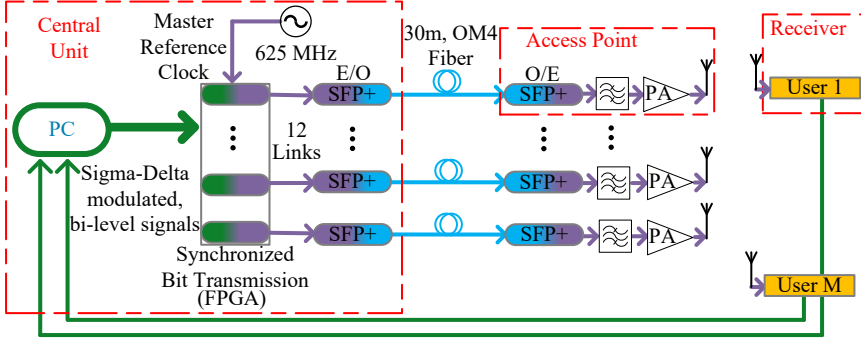 Central
Unit
Master
Reference
Clock
625 MHz
30m, OM4
Fiber
Access Point
Receiver
E/O
O/E
SFP+
SFP+
PA
User 1
PC
12
Links
Sigma-Delta
modulated,
bi-level signals
SFP+
SFP+
PA
SFP+
SFP+
PA
Synchronized
Bit Transmission
(FPGA)
User M